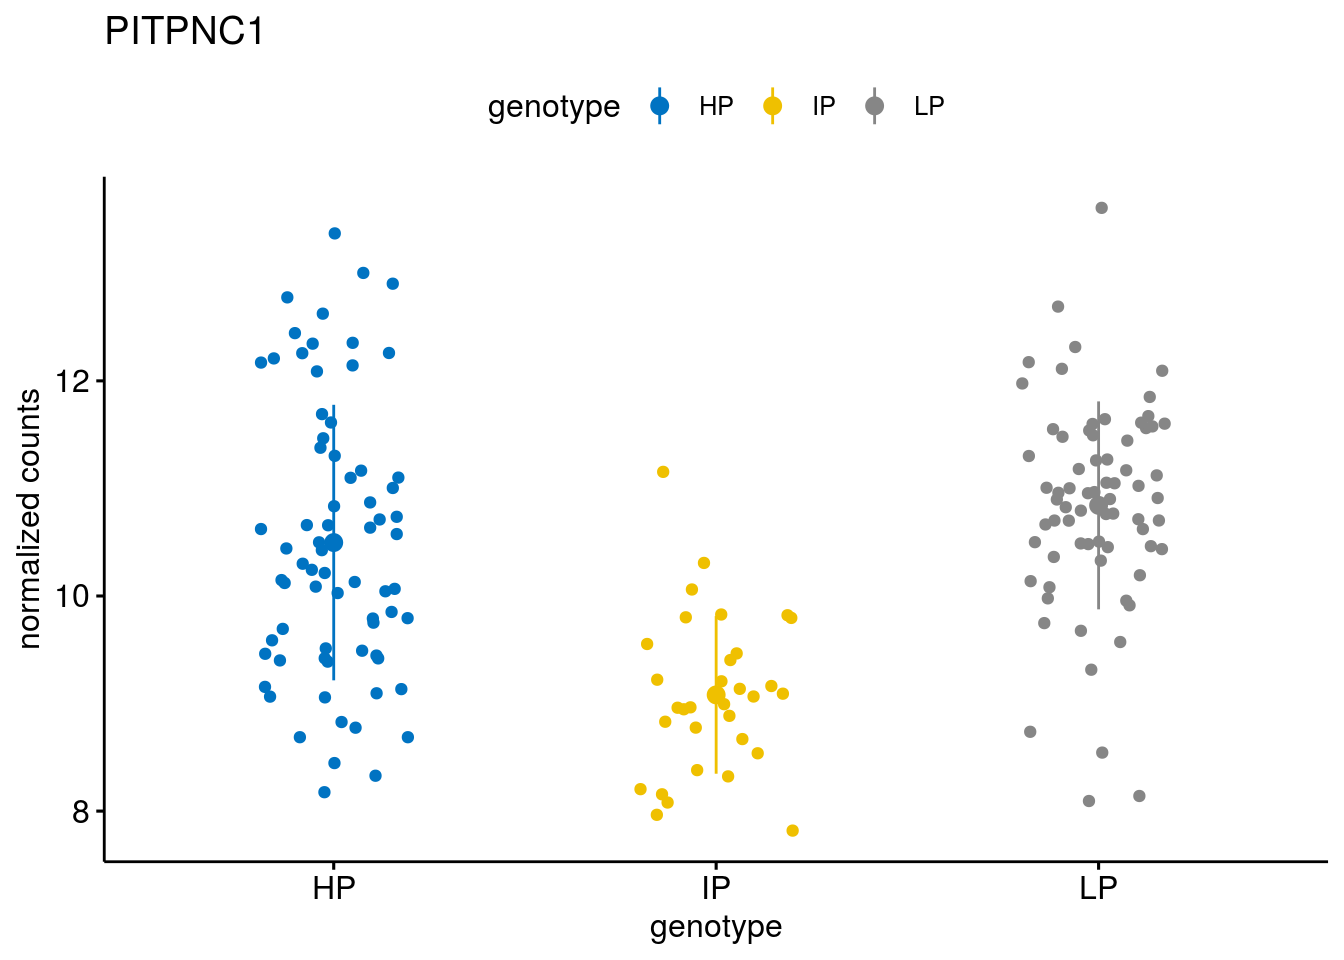 PITPNC1
genotype HP IP LP
normalized counts
12
10
8
HP IP LP
genotype